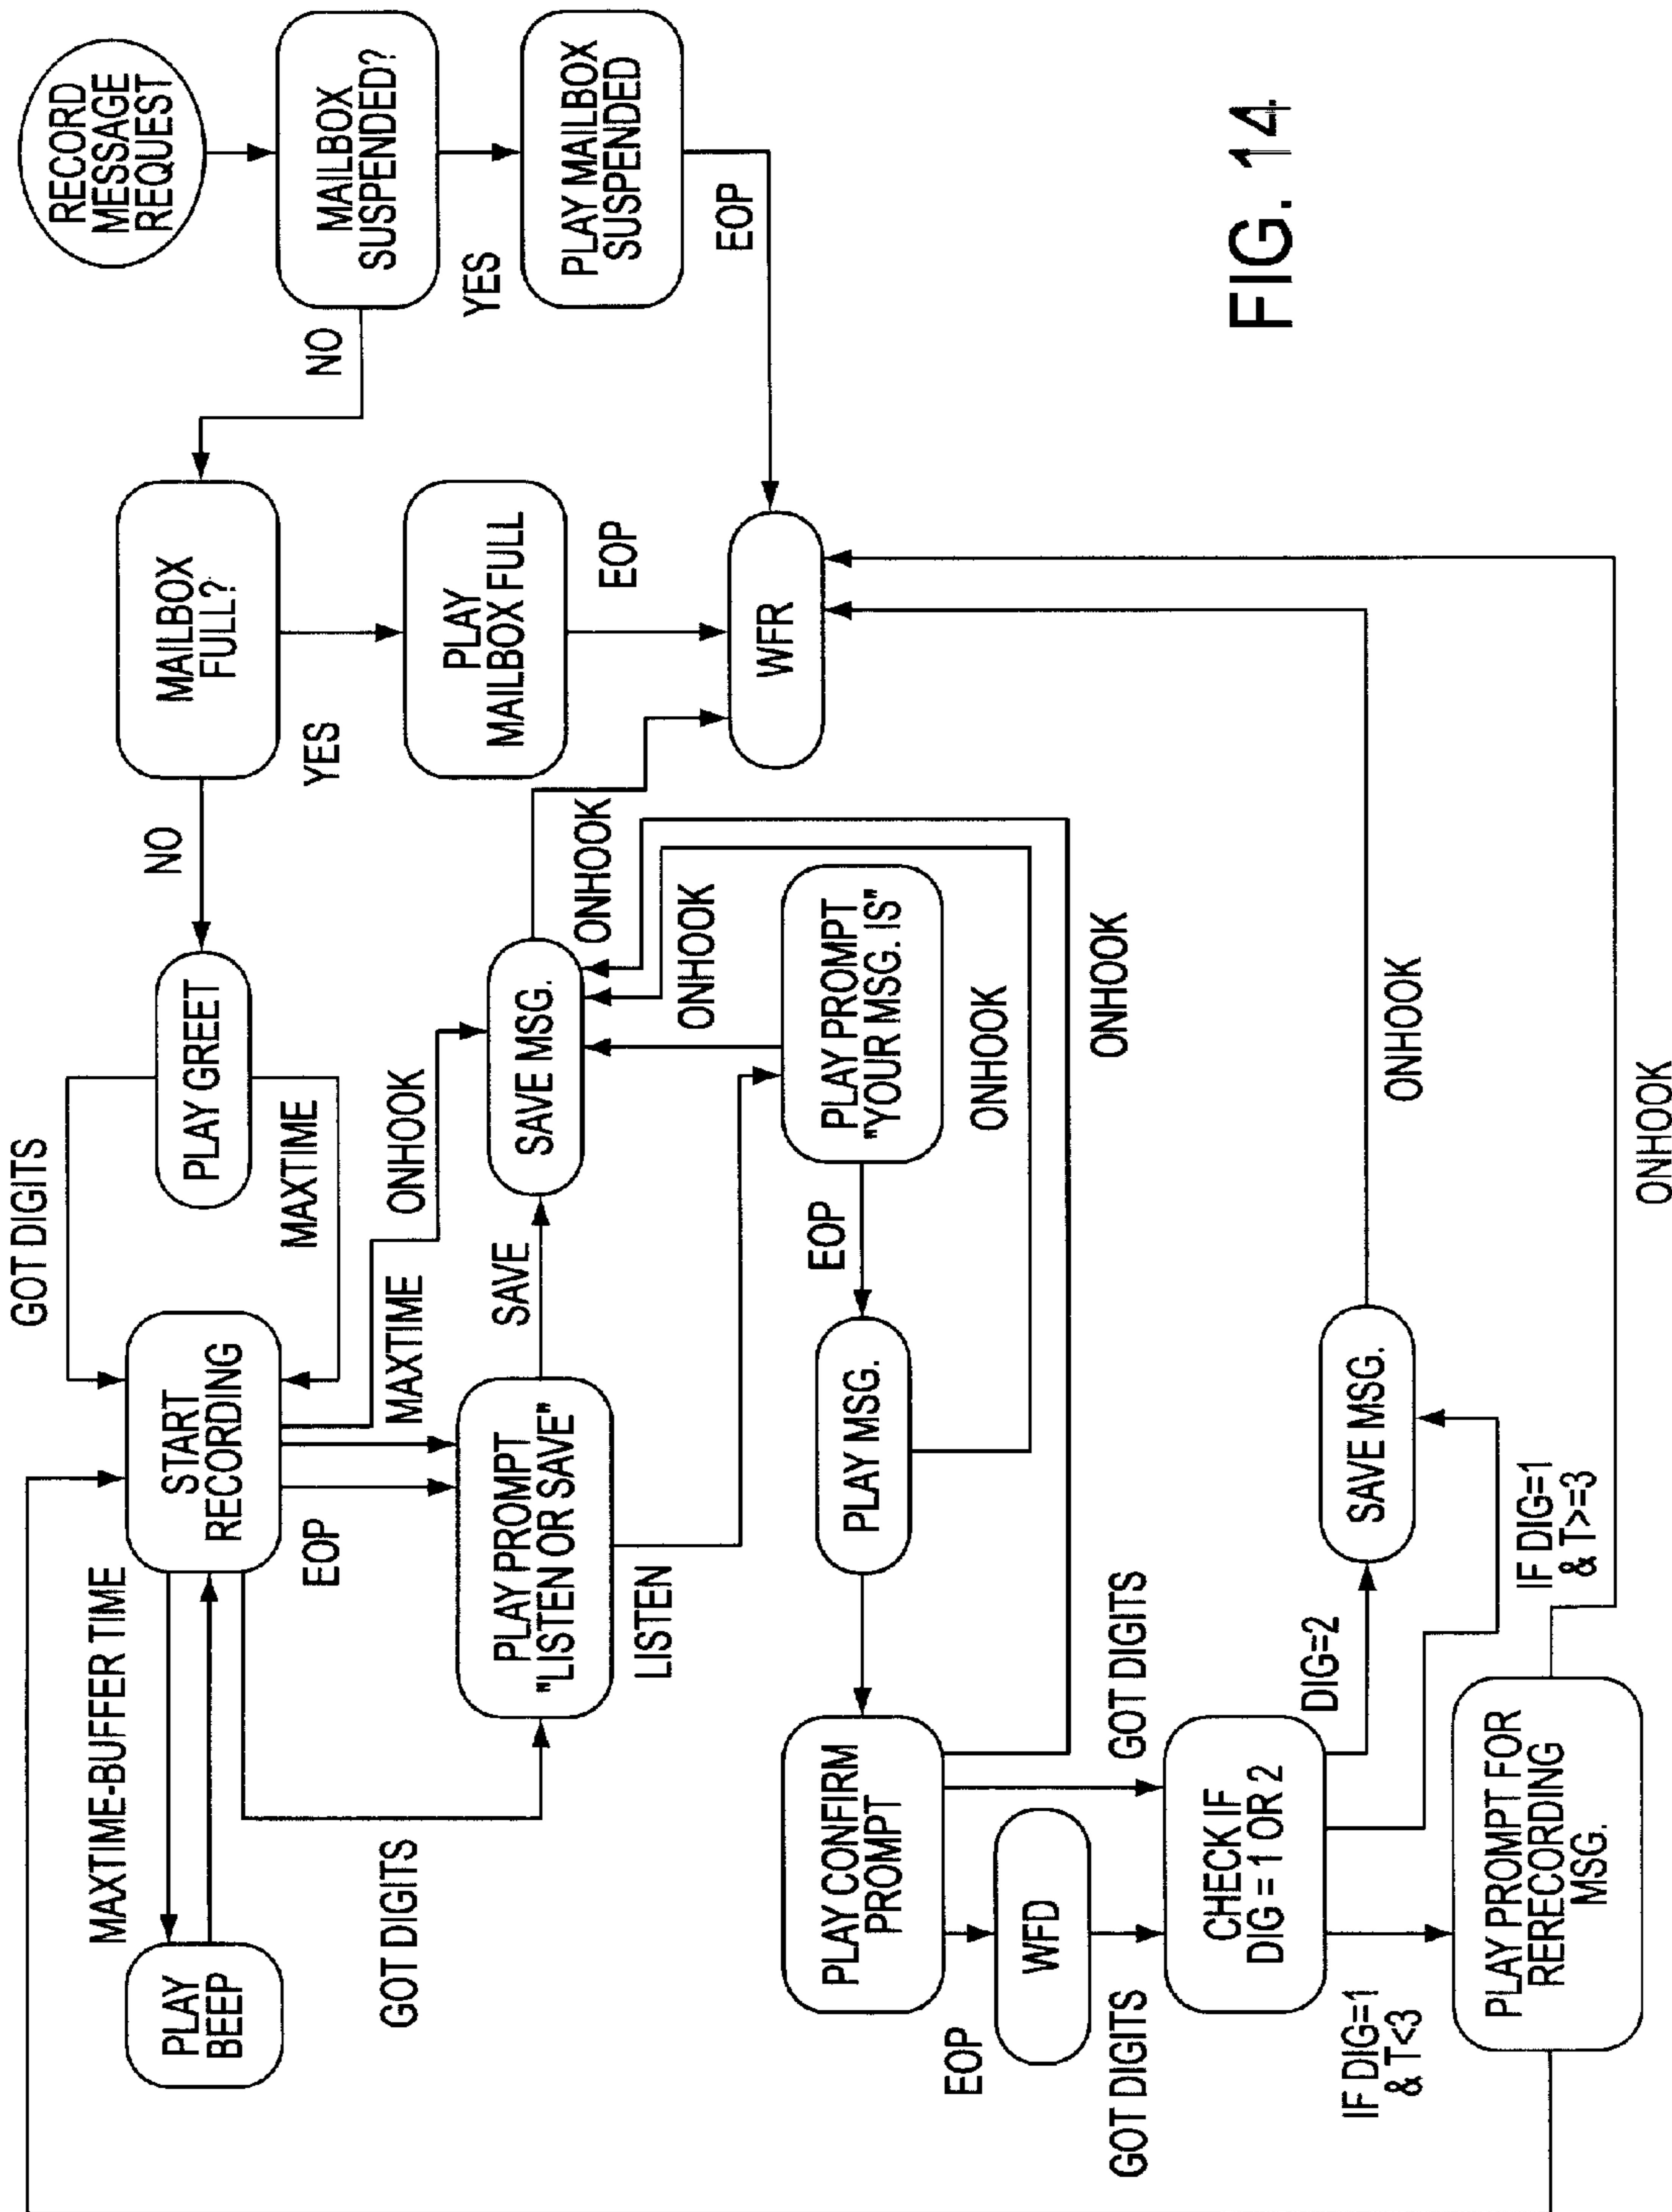 RECORD
MESSAGE
REQUEST
MAILBOX
SUSPENDED?
YES
PLAY MAILBOX
SUSPENDED
EOP
NO
MAILBOX
FULL?
YES
PLAY
MAILBOX FULL
EOP
WFR
NO
PLAY GREET
GOT DIGITS
MAXTIME
START
RECORDING
MAXTIME-BUFFER TIME
PLAY
BEEP
EOP
MAXTIME
ONHOOK
GOT DIGITS
PLAY PROMPT
"LISTEN OR SAVE"
SAVE
SAVE MSG.
ONHOOK
ONHOOK
LISTEN
PLAY PROMPT
"YOUR MSG. IS"
EOP
PLAY MSG.
ONHOOK
ONHOOK
PLAY CONFIRM
PROMPT
EOP
WFD
GOT DIGITS
GOT DIGITS
CHECK IF
DIG = 1 OR 2
DIG=2
SAVE MSG.
ONHOOK
IF DIG=1
& T>=3
IF DIG=1
& T<3
PLAY PROMPT FOR
RERECORDING
MSG.
ONHOOK
FIG. 14.